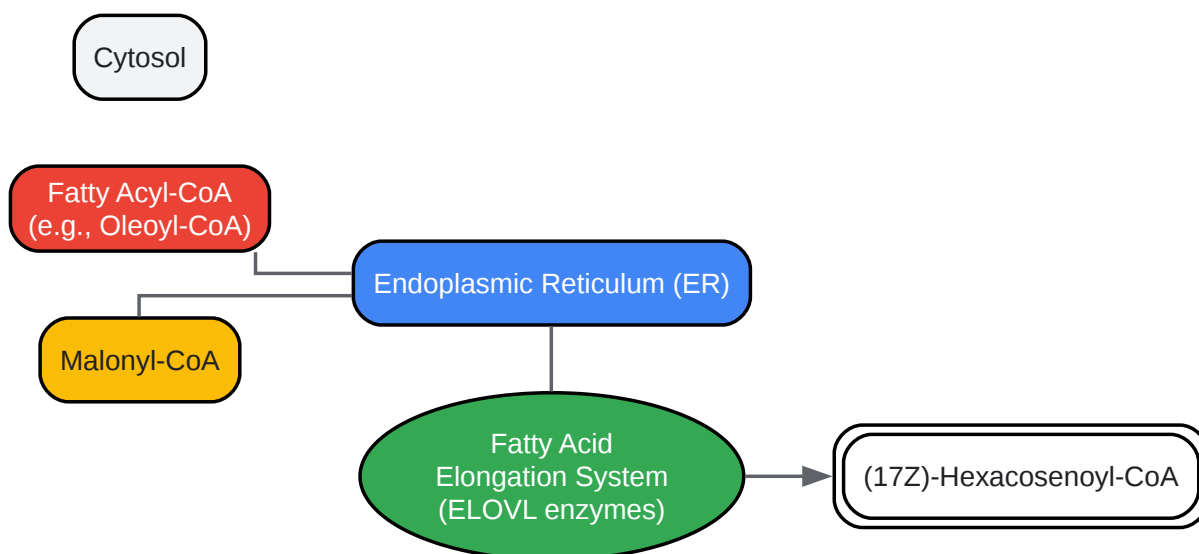 Cytosol
Fatty Acyl-CoA
(e.g., Oleoyl-CoA)
Endoplasmic Reticulum (ER)
Malonyl-CoA
Fatty Acid
Elongation System
(ELOVL enzymes)
(17Z)-Hexacosenoyl-CoA